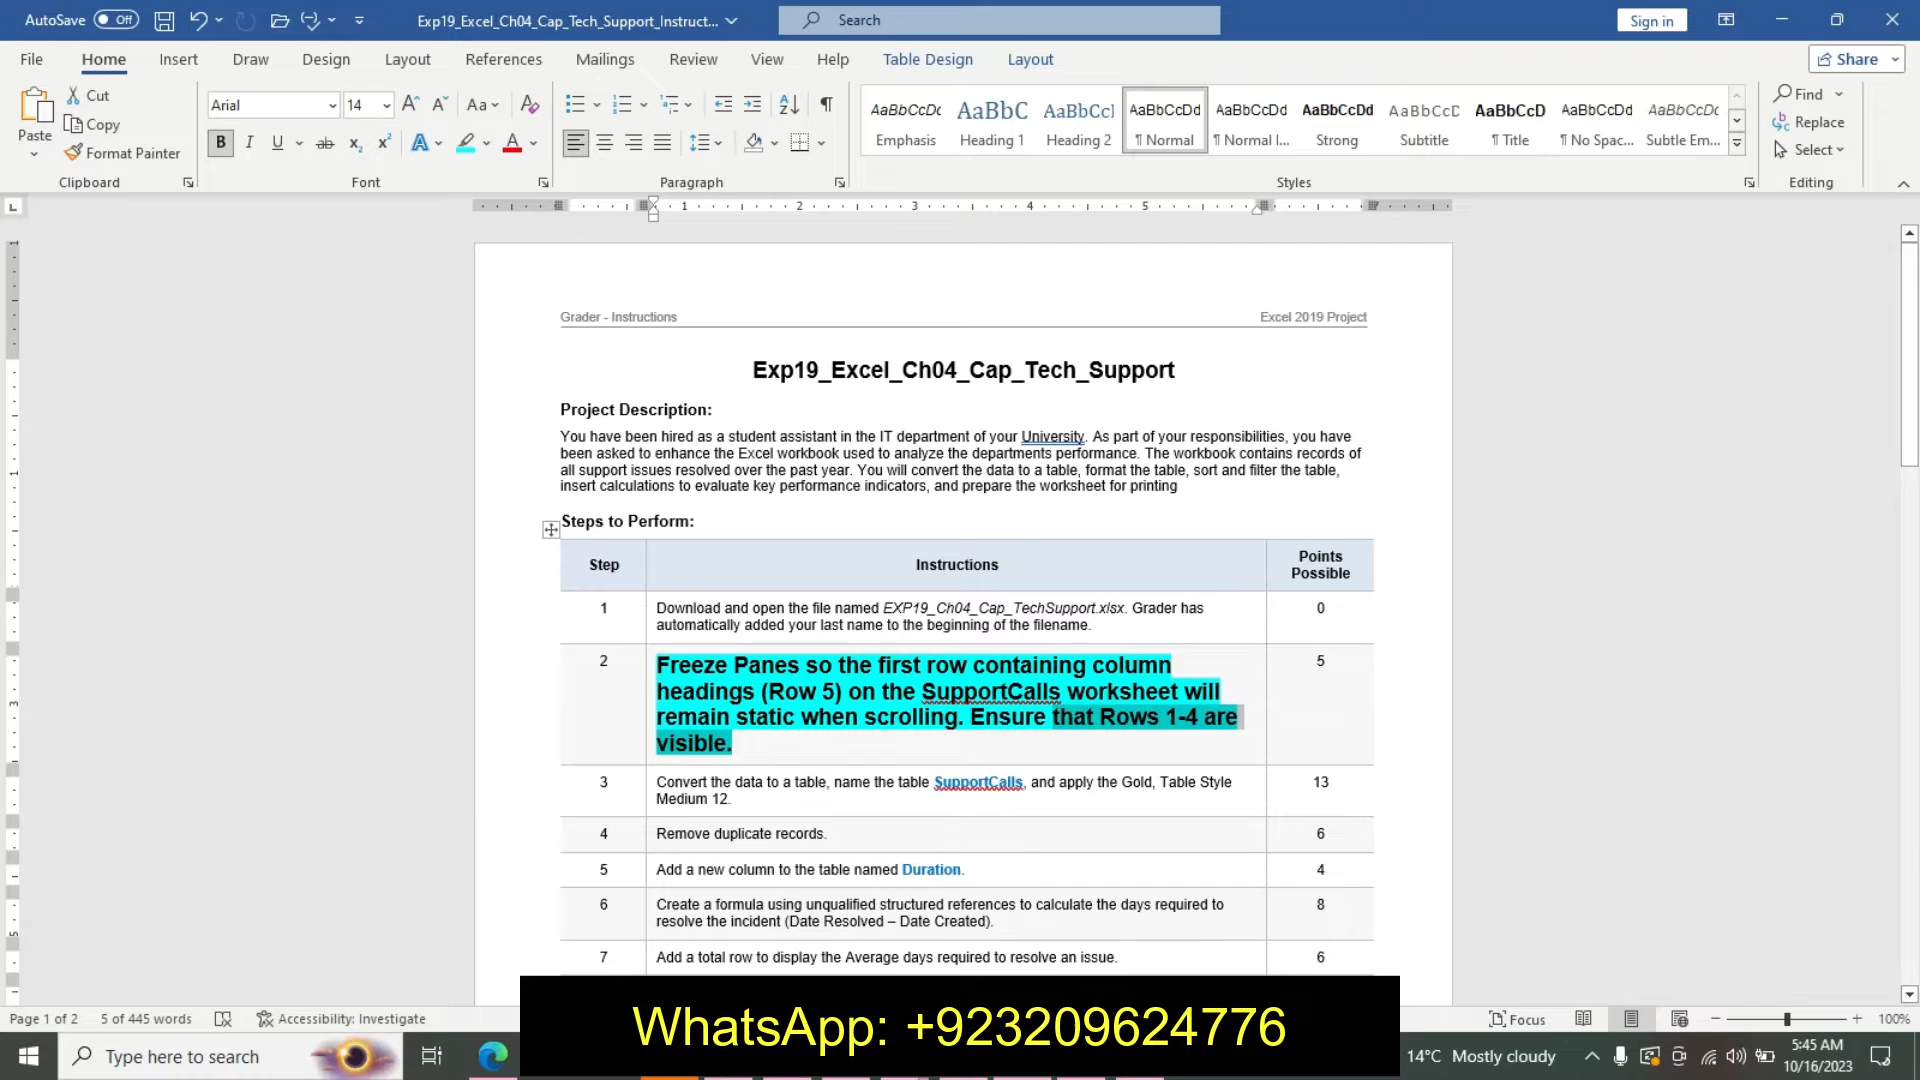 AutoSave Off Exp19_Excel_Ch04_Cap_Tech_Support_Instruct... Search Sign in
File Home Insert Draw Design Layout References Mailings Review View Help Table Design Layout Share
Paste Cut Copy Format Painter
Arial 14
AaBbCcDc AaBbC AaBbCcl AaBbCcDd AaBbCcDd AaBbCcDd AaBbCcD AaBbCcD AaBbCcDd AaBbCcDc
Emphasis Heading 1 Heading 2 ¶ Normal ¶ Normal I... Strong Subtitle ¶ Title ¶ No Spac... Subtle Em...
Find Replace Select
Clipboard Font Paragraph Styles Editing
1 2 3 4 5
Grader - Instructions Excel 2019 Project
Exp19_Excel_Ch04_Cap_Tech_Support
Project Description:
You have been hired as a student assistant in the IT department of your University. As part of your responsibilities, you have
been asked to enhance the Excel workbook used to analyze the departments performance. The workbook contains records of
all support issues resolved over the past year. You will convert the data to a table, format the table, sort and filter the table,
insert calculations to evaluate key performance indicators, and prepare the worksheet for printing
Steps to Perform:
Step Instructions Points Possible
1 Download and open the file named EXP19_Ch04_Cap_TechSupport.xlsx. Grader has 0
automatically added your last name to the beginning of the filename.
2 Freeze Panes so the first row containing column 5
headings (Row 5) on the SupportCalls worksheet will
remain static when scrolling. Ensure that Rows 1-4 are
visible.
3 Convert the data to a table, name the table SupportCalls, and apply the Gold, Table Style 13
Medium 12.
4 Remove duplicate records. 6
5 Add a new column to the table named Duration. 4
6 Create a formula using unqualified structured references to calculate the days required to 8
resolve the incident (Date Resolved – Date Created).
7 Add a total row to display the Average days required to resolve an issue. 6
WhatsApp: +923209624776
Page 1 of 2 5 of 445 words Accessibility: Investigate Focus 100%
Type here to search 14°C Mostly cloudy 5:45 AM
10/16/2023